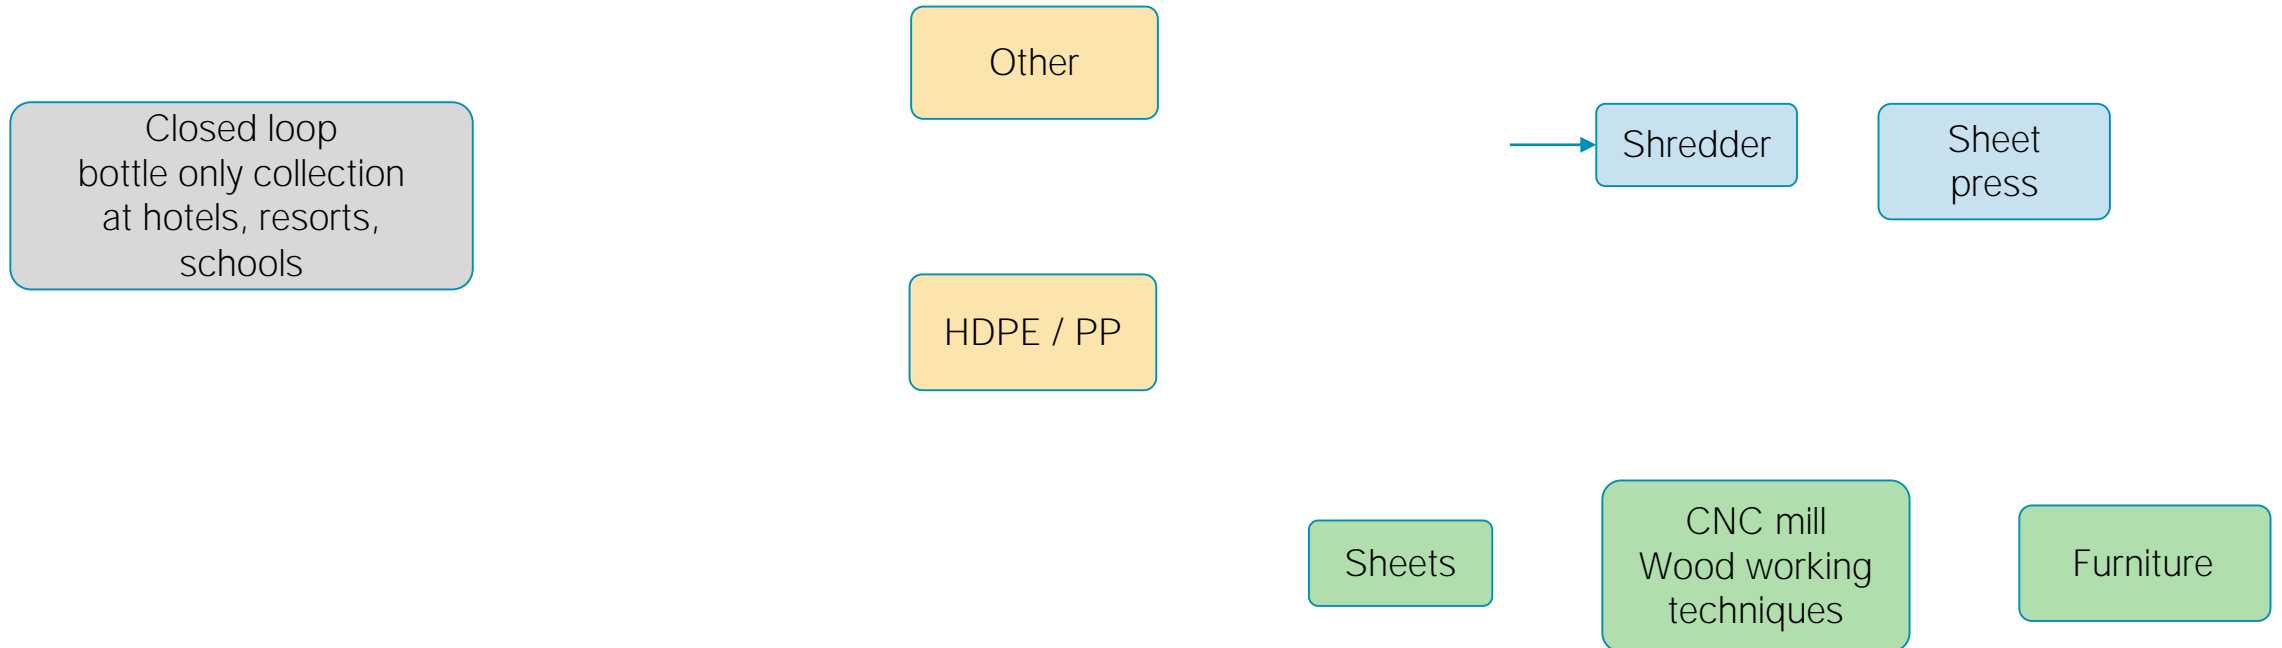 Other
Closed loop
bottle only collection
at hotels, resorts,
schools
Shredder
Sheet
press
HDPE / PP
Sheets
CNC mill
Wood working
techniques
Furniture